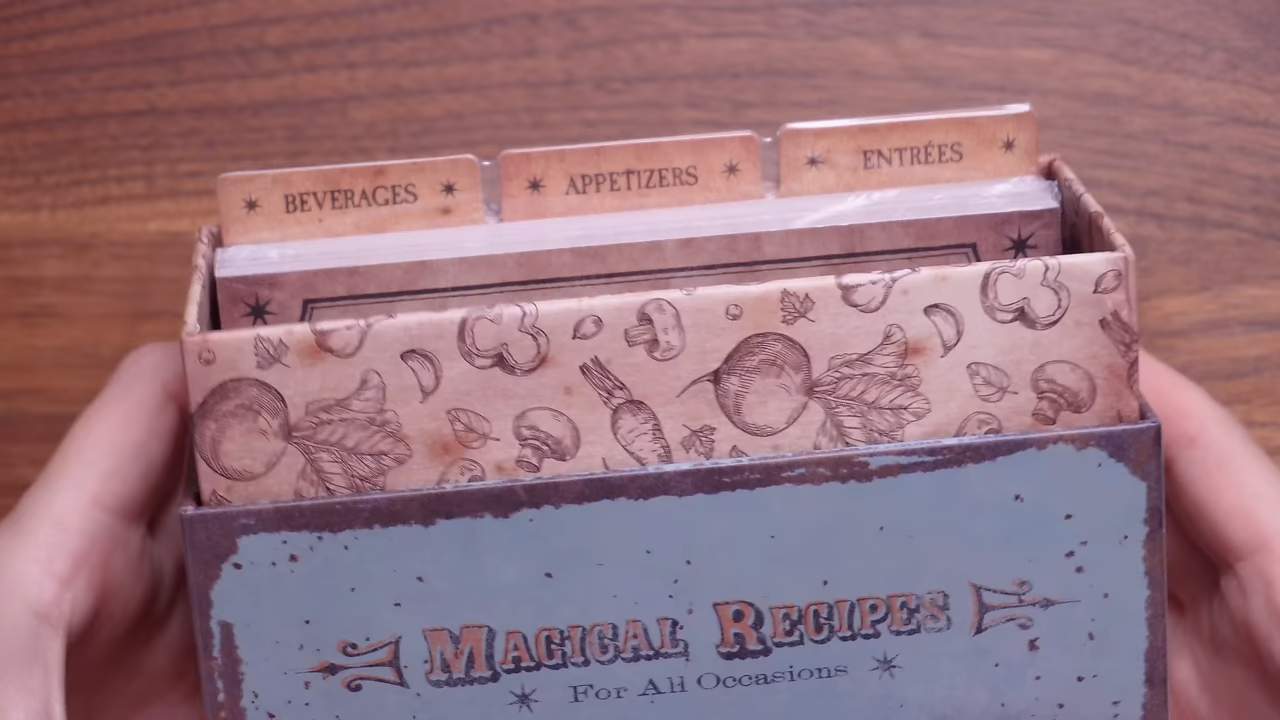 BEVERAGES
APPETIZERS
ENTRÉES
MAGICAL RECIPES
For All Occasions